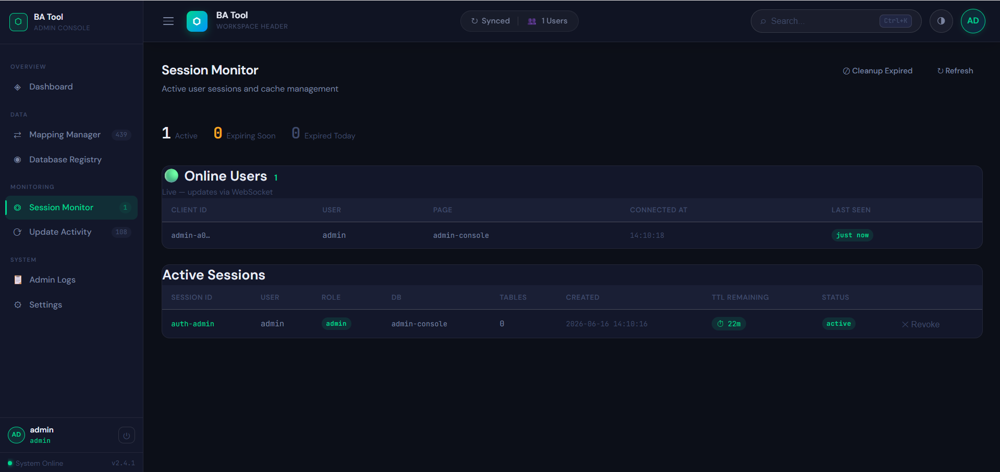 BA Tool
ADMIN CONSOLE
OVERVIEW
Dashboard
DATA
Mapping Manager 439
Database Registry
MONITORING
Session Monitor 1
Update Activity 108
SYSTEM
Admin Logs
Settings
AD
admin
admin
System Online v2.4.1
BA Tool
WORKSPACE HEADER
Synced 1 Users
Search... Ctrl+K
AD
Session Monitor
Active user sessions and cache management
Cleanup Expired Refresh
1 Active 0 Expiring Soon 0 Expired Today
Online Users 1
Live — updates via WebSocket
CLIENT ID USER PAGE CONNECTED AT LAST SEEN
admin-a0… admin admin-console 14:10:18 just now
Active Sessions
SESSION ID USER ROLE DB TABLES CREATED TTL REMAINING STATUS
auth-admin admin admin admin-console 0 2026-06-16 14:10:16 22m active Revoke